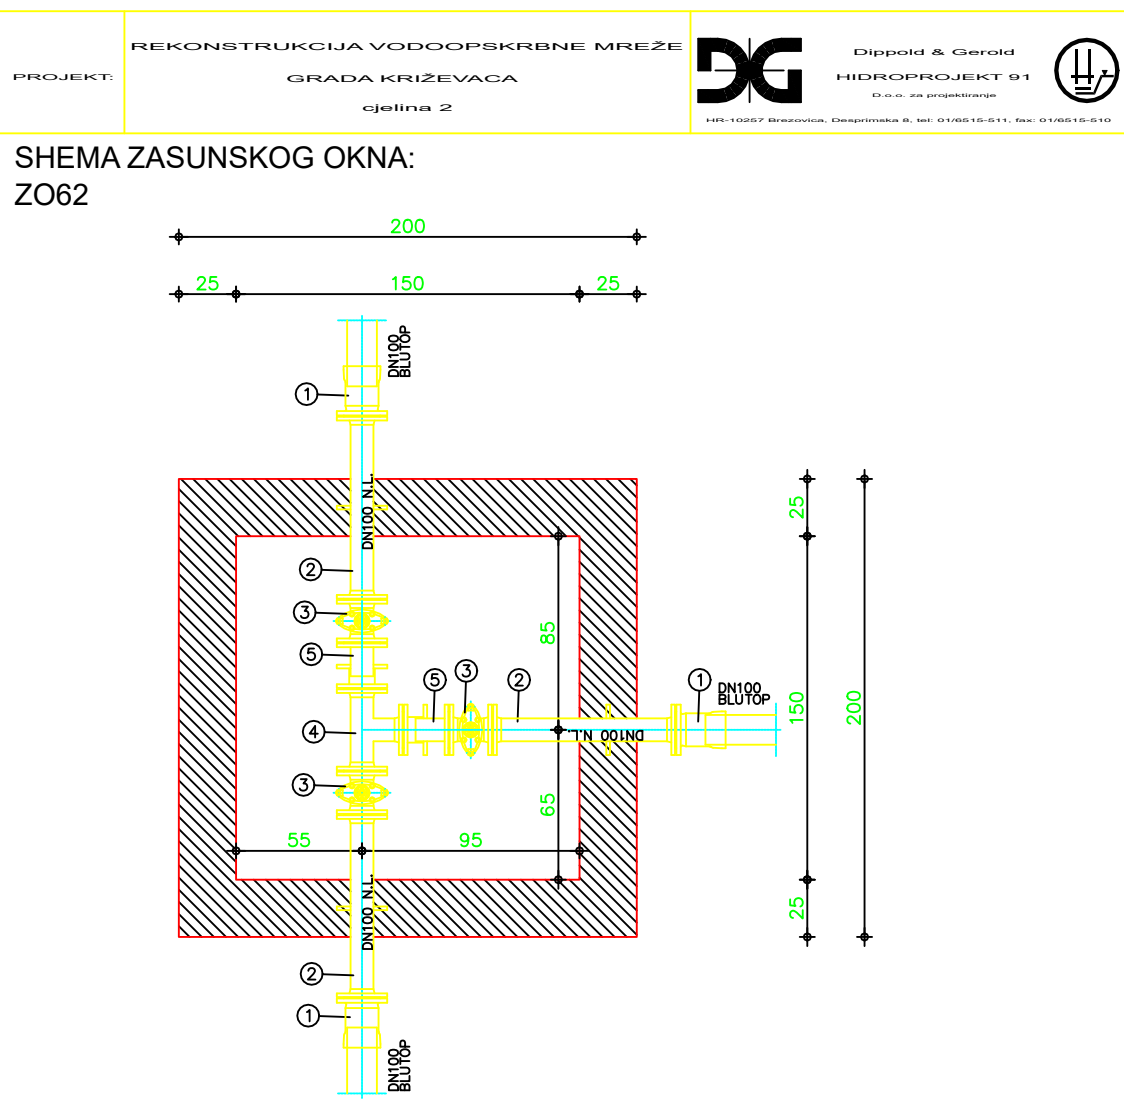 PROJEKT:
REKONSTRUKCIJA VODOOPSKRBNE MREŽE
GRADA KRIŽEVACA
cjelina 2
DG
Dippold & Gerold
HIDROPROJEKT 91
D.o.o. za projektiranje
HR-10257 Brezovica, Desprimska 8, tel: 01/6515-511, fax: 01/6515-510
SHEMA ZASUNSKOG OKNA:
ZO62
200
25
150
25
DN100
BLUTOP
1
DN100 N.L.
2
3
5
4
3
5
3
2
1
DN100
BLUTOP
DN100 N.L.
85
65
55
95
25
150
25
200
DN100 N.L.
2
1
DN100
BLUTOP